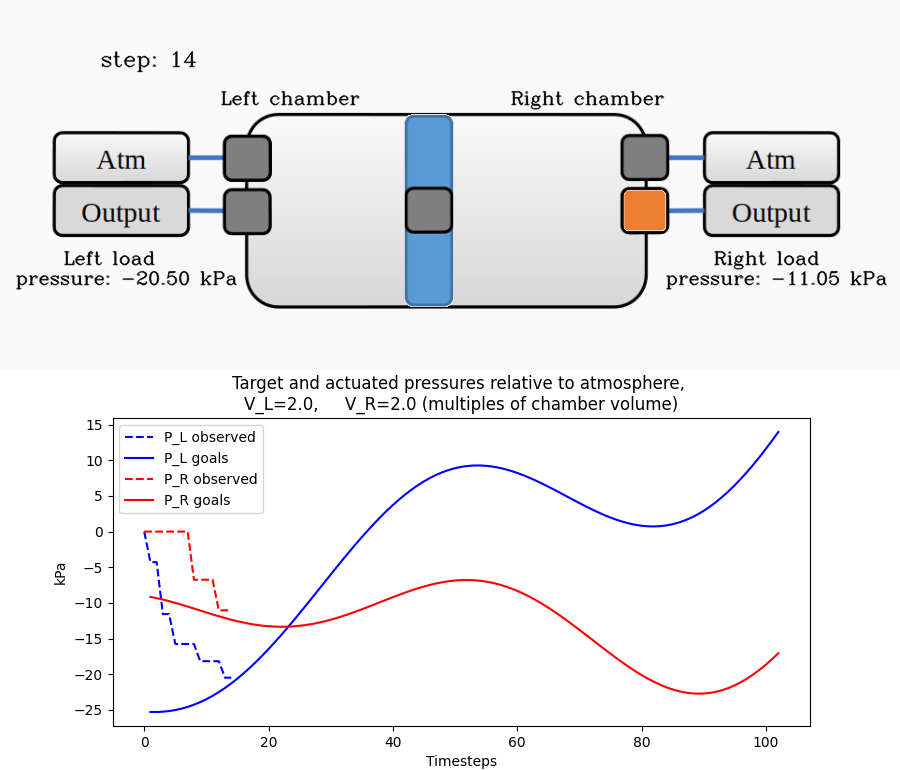 step: 14
Left chamber
Right chamber
Atm
Atm
Output
Output
Left load
pressure: −20.50 kPa
Right load
pressure: −11.05 kPa
Target and actuated pressures relative to atmosphere,
V_L=2.0, V_R=2.0 (multiples of chamber volume)
P_L observed
P_L goals
P_R observed
P_R goals
15
10
5
0
−5
−10
−15
−20
−25
kPa
0 20 40 60 80 100
Timesteps